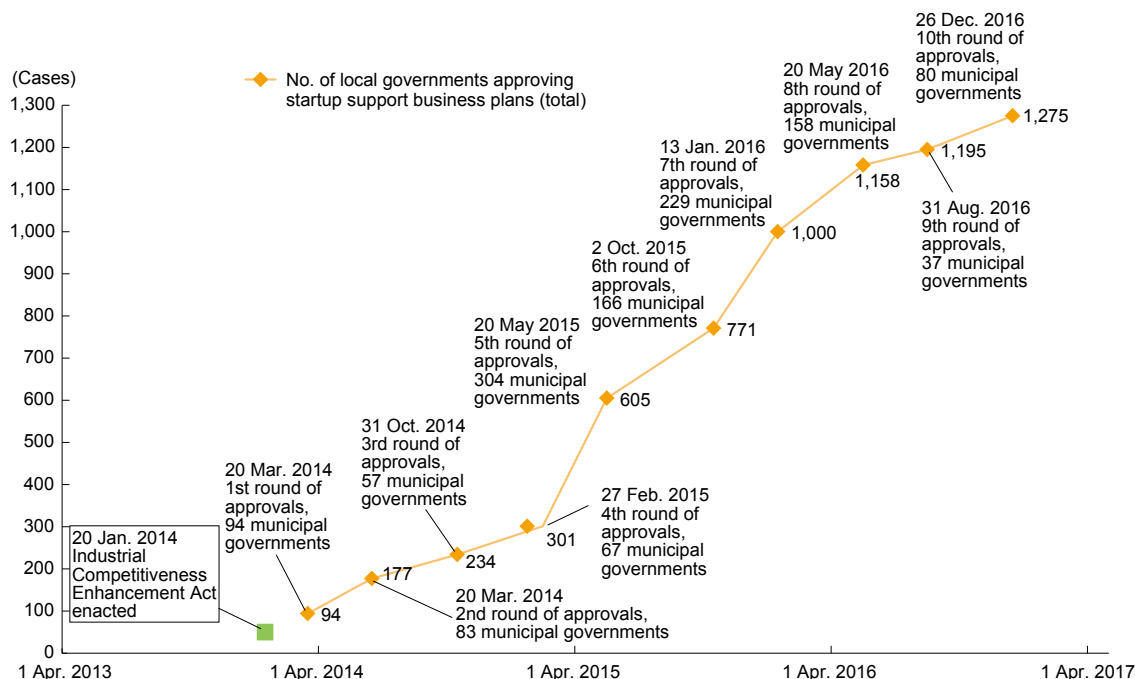 (Cases)
No. of local governments approving
startup support business plans (total)
1,300
1,200
1,100
1,000
900
800
700
600
500
400
300
200
100
0
1 Apr. 2013
1 Apr. 2014
1 Apr. 2015
1 Apr. 2016
1 Apr. 2017
20 Jan. 2014
Industrial
Competitiveness
Enhancement Act
enacted
20 Mar. 2014
1st round of
approvals,
94 municipal
governments
94
177
20 Mar. 2014
2nd round of approvals,
83 municipal governments
31 Oct. 2014
3rd round of
approvals,
57 municipal
governments
234
301
27 Feb. 2015
4th round of
approvals,
67 municipal
governments
20 May 2015
5th round of
approvals,
304 municipal
governments
605
2 Oct. 2015
6th round of
approvals,
166 municipal
governments
771
13 Jan. 2016
7th round of
approvals,
229 municipal
governments
1,000
20 May 2016
8th round of
approvals,
158 municipal
governments
1,158
1,195
31 Aug. 2016
9th round of
approvals,
37 municipal
governments
26 Dec. 2016
10th round of
approvals,
80 municipal
governments
1,275